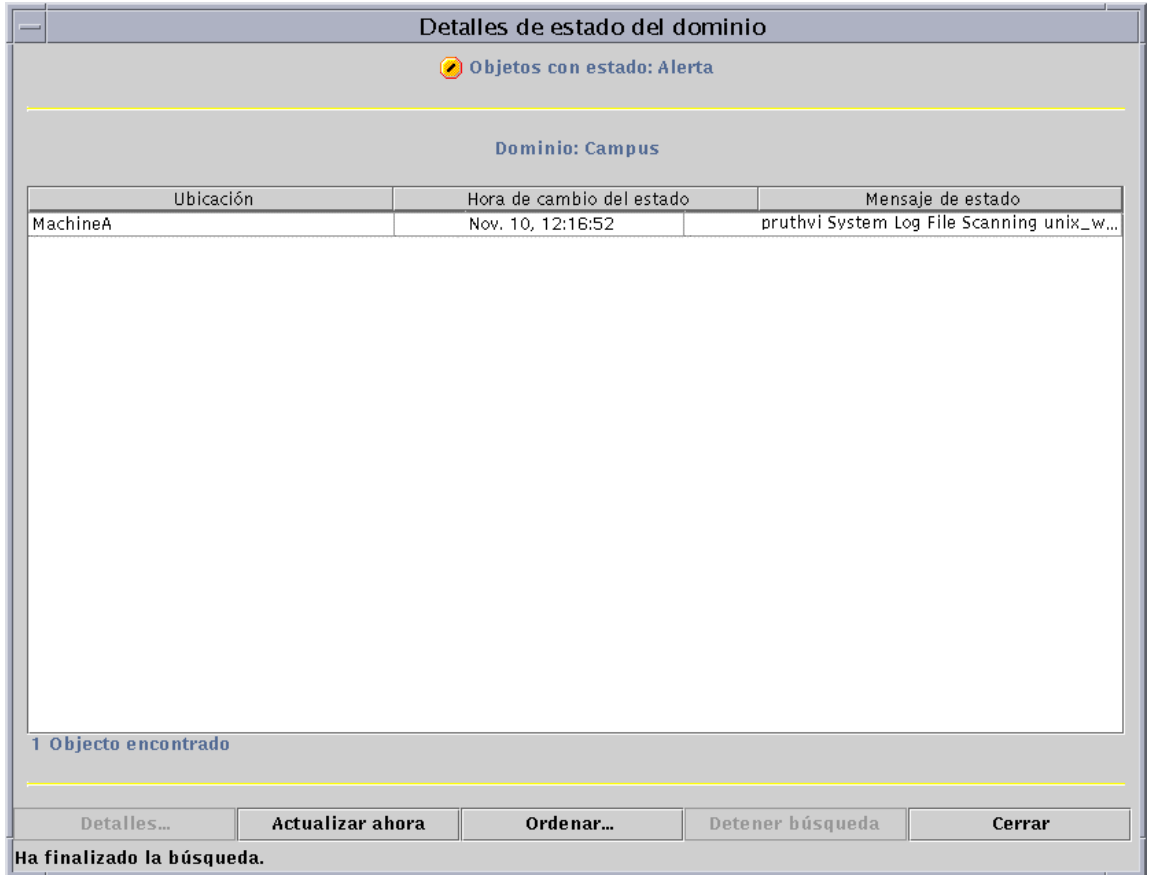 Detalles de estado del dominio
Objetos con estado: Alerta
Dominio: Campus
Ubicación Hora de cambio del estado Mensaje de estado
MachineA Nov. 10, 12:16:52 pruthvi System Log File Scanning unix_w...
1 Objecto encontrado
Detalles... Actualizar ahora Ordenar... Detener búsqueda Cerrar
Ha finalizado la búsqueda.